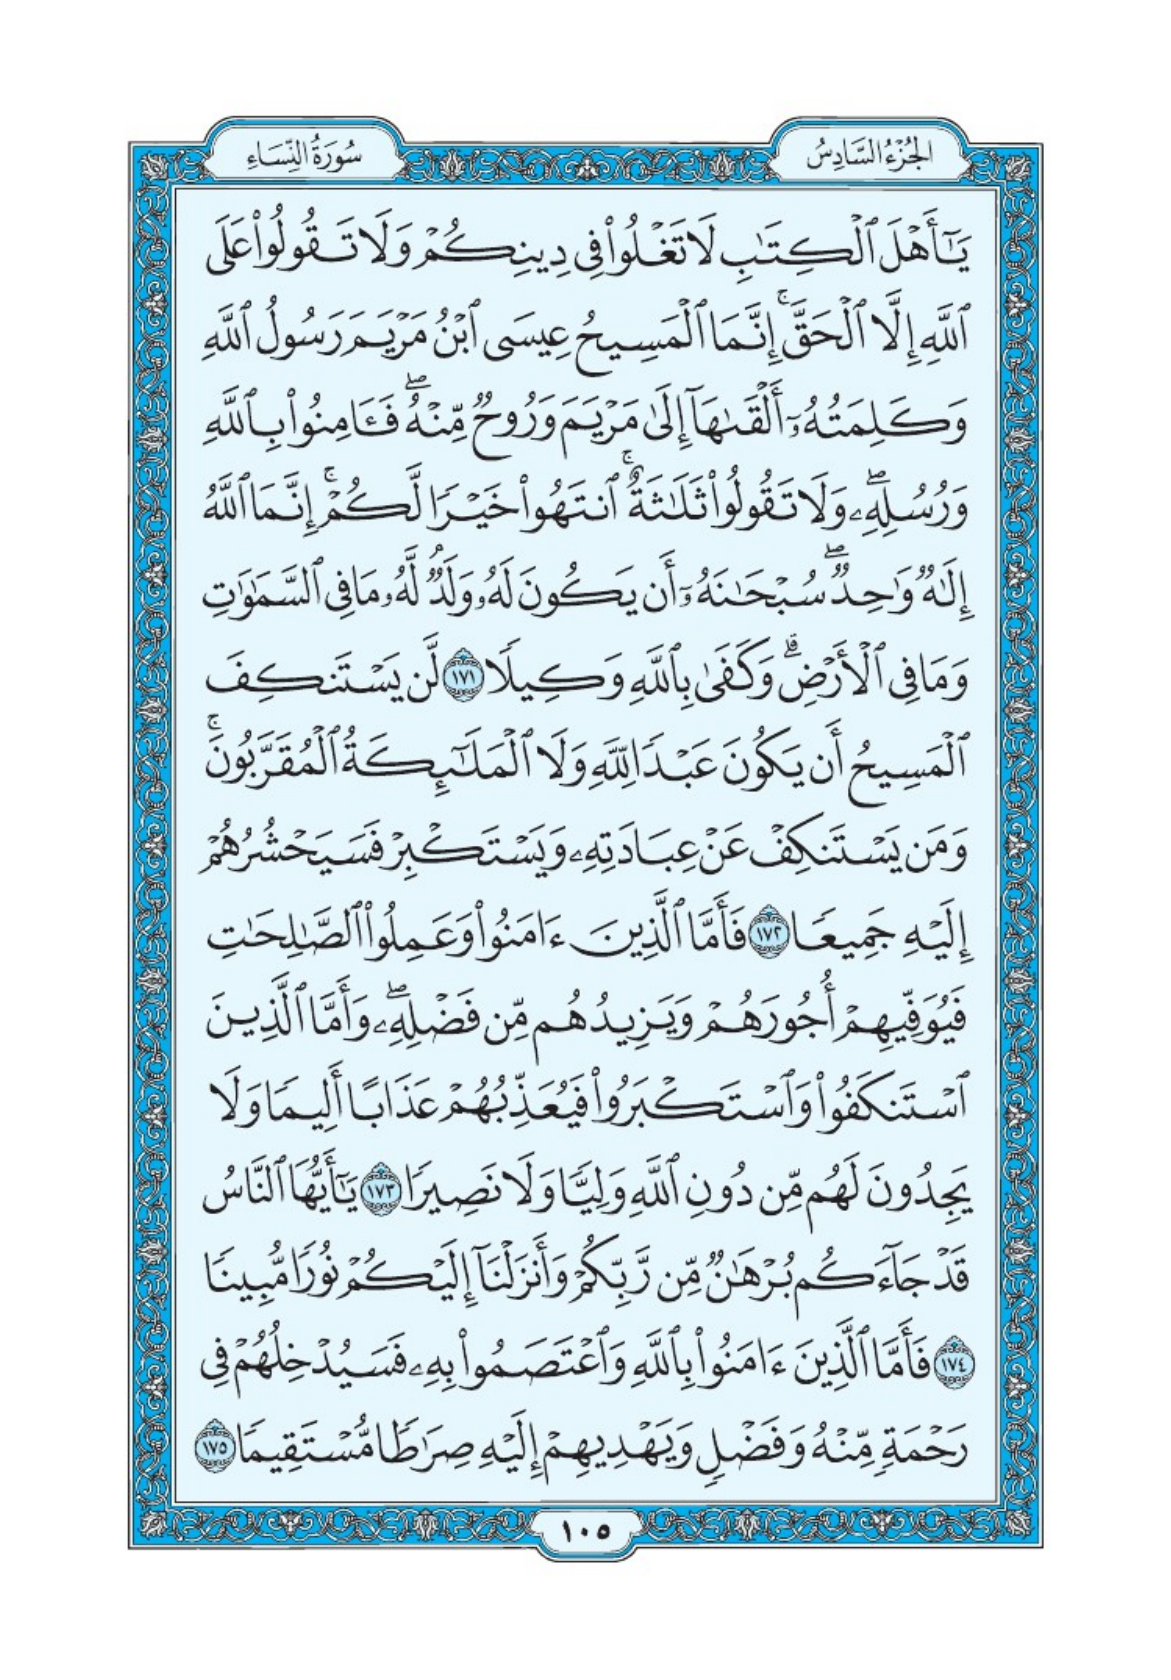 الجُزْءُ السَّادِسُ
سُورَةُ النِّسَاءِ
يَٰٓأَهۡلَ ٱلۡكِتَٰبِ لَا تَغۡلُواْ فِي دِينِكُمۡ وَلَا تَقُولُواْ عَلَى
ٱللَّهِ إِلَّا ٱلۡحَقَّۚ إِنَّمَا ٱلۡمَسِيحُ عِيسَى ٱبۡنُ مَرۡيَمَ رَسُولُ ٱللَّهِ
وَكَلِمَتُهُۥٓ أَلۡقَىٰهَآ إِلَىٰ مَرۡيَمَ وَرُوحٞ مِّنۡهُۖ فَـَٔامِنُواْ بِٱللَّهِ
وَرُسُلِهِۦۖ وَلَا تَقُولُواْ ثَلَٰثَةٌۚ ٱنتَهُواْ خَيۡرٗا لَّكُمۡۚ إِنَّمَا ٱللَّهُ
إِلَٰهٞ وَٰحِدٞۖ سُبۡحَٰنَهُۥٓ أَن يَكُونَ لَهُۥ وَلَدٞ لَّهُۥ مَا فِي ٱلسَّمَٰوَٰتِ
وَمَا فِي ٱلۡأَرۡضِۗ وَكَفَىٰ بِٱللَّهِ وَكِيلٗا ١٧١ لَّن يَسۡتَنكِفَ
ٱلۡمَسِيحُ أَن يَكُونَ عَبۡدٗا لِّلَّهِ وَلَا ٱلۡمَلَٰٓئِكَةُ ٱلۡمُقَرَّبُونَۚ
وَمَن يَسۡتَنكِفۡ عَنۡ عِبَادَتِهِۦ وَيَسۡتَكۡبِرۡ فَسَيَحۡشُرُهُمۡ
إِلَيۡهِ جَمِيعٗا ١٧٢ فَأَمَّا ٱلَّذِينَ ءَامَنُواْ وَعَمِلُواْ ٱلصَّٰلِحَٰتِ
فَيُوَفِّيهِمۡ أُجُورَهُمۡ وَيَزِيدُهُم مِّن فَضۡلِهِۦۖ وَأَمَّا ٱلَّذِينَ
ٱسۡتَنكَفُواْ وَٱسۡتَكۡبَرُواْ فَيُعَذِّبُهُمۡ عَذَابًا أَلِيمٗا وَلَا
يَجِدُونَ لَهُم مِّن دُونِ ٱللَّهِ وَلِيّٗا وَلَا نَصِيرٗا ١٧٣ يَٰٓأَيُّهَا ٱلنَّاسُ
قَدۡ جَآءَكُم بُرۡهَٰنٞ مِّن رَّبِّكُمۡ وَأَنزَلۡنَآ إِلَيۡكُمۡ نُورٗا مُّبِينٗا
١٧٤ فَأَمَّا ٱلَّذِينَ ءَامَنُواْ بِٱللَّهِ وَٱعۡتَصَمُواْ بِهِۦ فَسَيُدۡخِلُهُمۡ فِي
رَحۡمَةٖ مِّنۡهُ وَفَضۡلٖ وَيَهۡدِيهِمۡ إِلَيۡهِ صِرَٰطٗا مُّسۡتَقِيمٗا ١٧٥
١٠٥